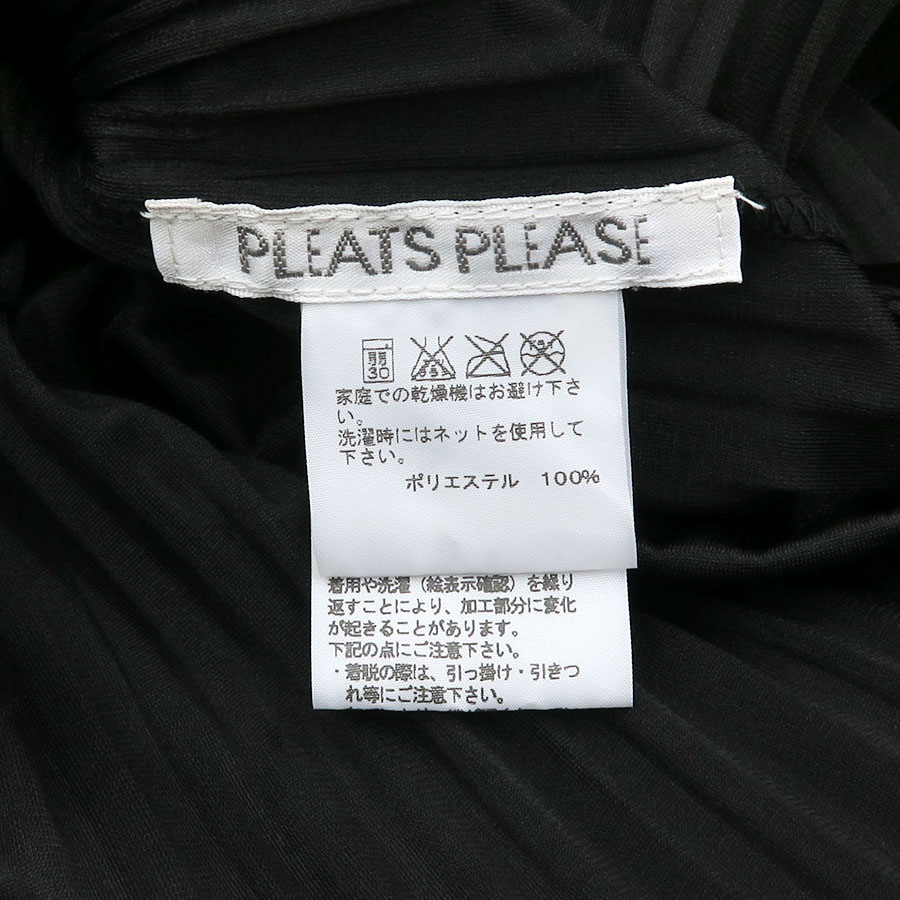 PLEATS PLEASE
弱
30
家庭での乾燥機はお避け下さ
い。
洗濯時にはネットを使用して
下さい。
ポリエステル 100%
着用や洗濯（絵表示確認）を繰り
返すことにより、加工部分に変化
が起きることがあります。
下記の点にご注意下さい。
・着脱の際は、引っ掛け・引きつ
れ等にご注意下さい。